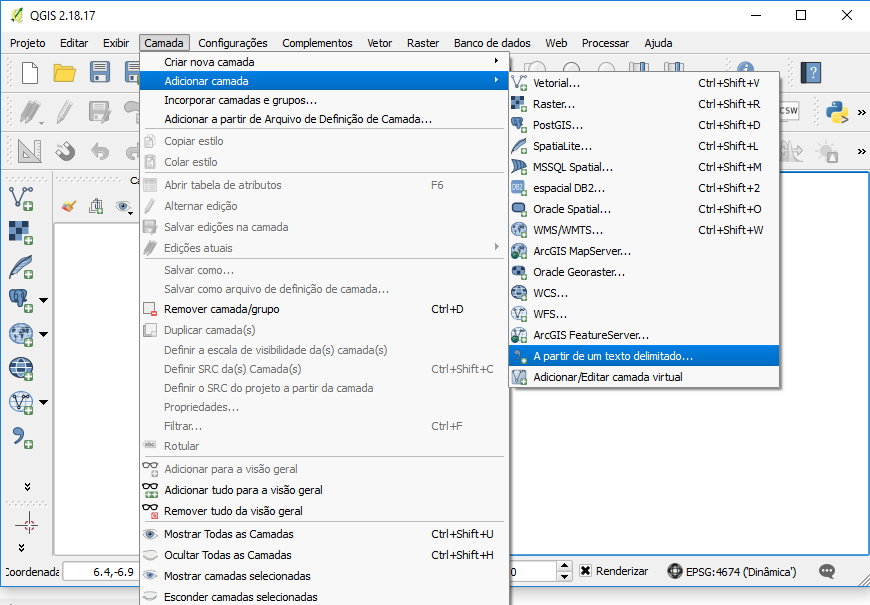 QGIS 2.18.17
Projeto Editar Exibir Camada Configurações Complementos Vetor Raster Banco de dados Web Processar Ajuda
Criar nova camada
Adicionar camada
Incorporar camadas e grupos...
Adicionar a partir de Arquivo de Definição de Camada...
Copiar estilo
Colar estilo
Abrir tabela de atributos F6
Alternar edição
Salvar edições na camada
Edições atuais
Salvar como...
Salvar como arquivo de definição de camada...
Remover camada/grupo Ctrl+D
Duplicar camada(s)
Definir a escala de visibilidade da(s) camada(s)
Definir SRC da(s) Camada(s) Ctrl+Shift+C
Definir o SRC do projeto a partir da camada
Propriedades...
Filtrar... Ctrl+F
abc Rotular
Adicionar para a visão geral
Adicionar tudo para a visão geral
Remover tudo da visão geral
Mostrar Todas as Camadas Ctrl+Shift+U
Ocultar Todas as Camadas Ctrl+Shift+H
Mostrar camadas selecionadas
Esconder camadas selecionadas
Vetorial... Ctrl+Shift+V
Raster... Ctrl+Shift+R
PostGIS... Ctrl+Shift+D
SpatiaLite... Ctrl+Shift+L
MSSQL Spatial... Ctrl+Shift+M
DB2 espacial DB2... Ctrl+Shift+2
Oracle Spatial... Ctrl+Shift+O
WMS/WMTS... Ctrl+Shift+W
ArcGIS MapServer...
Oracle Georaster...
WCS...
WFS...
ArcGIS FeatureServer...
A partir de um texto delimitado...
Adicionar/Editar camada virtual
CSW
Ca
Coordenada 6.4,-6.9 0 Renderizar EPSG:4674 ('Dinâmica')